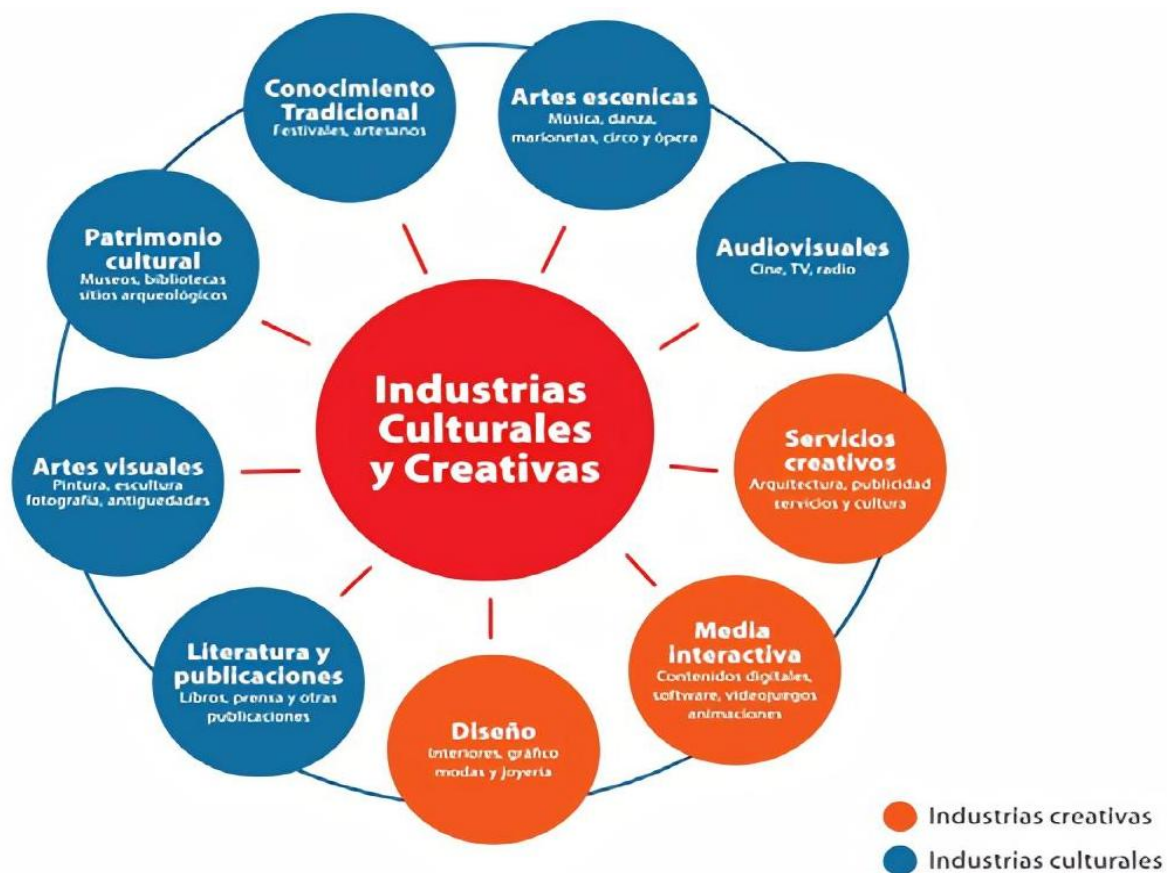 Conocimiento
Tradicional
Festivales, artesanos
Artes escenicas
Música, danza,
marionetas, circo y ópera
Patrimonio
cultural
Museos, bibliotecas
sitios arqueológicos
Audiovisuales
Cine, TV, radio
Industrias
Culturales
y Creativas
Artes visuales
Pintura, escultura
fotografía, antiguedades
Servicios
creativos
Arquitectura, publicidad
servicios y cultura
Literatura y
publicaciones
Libros, prensa y otras
publicaciones
Media
interactiva
Contenidos digitales,
software, videojuegos
animaciones
Diseño
Interiores, gráfico
modas y joyería
Industrias creativas
Industrias culturales